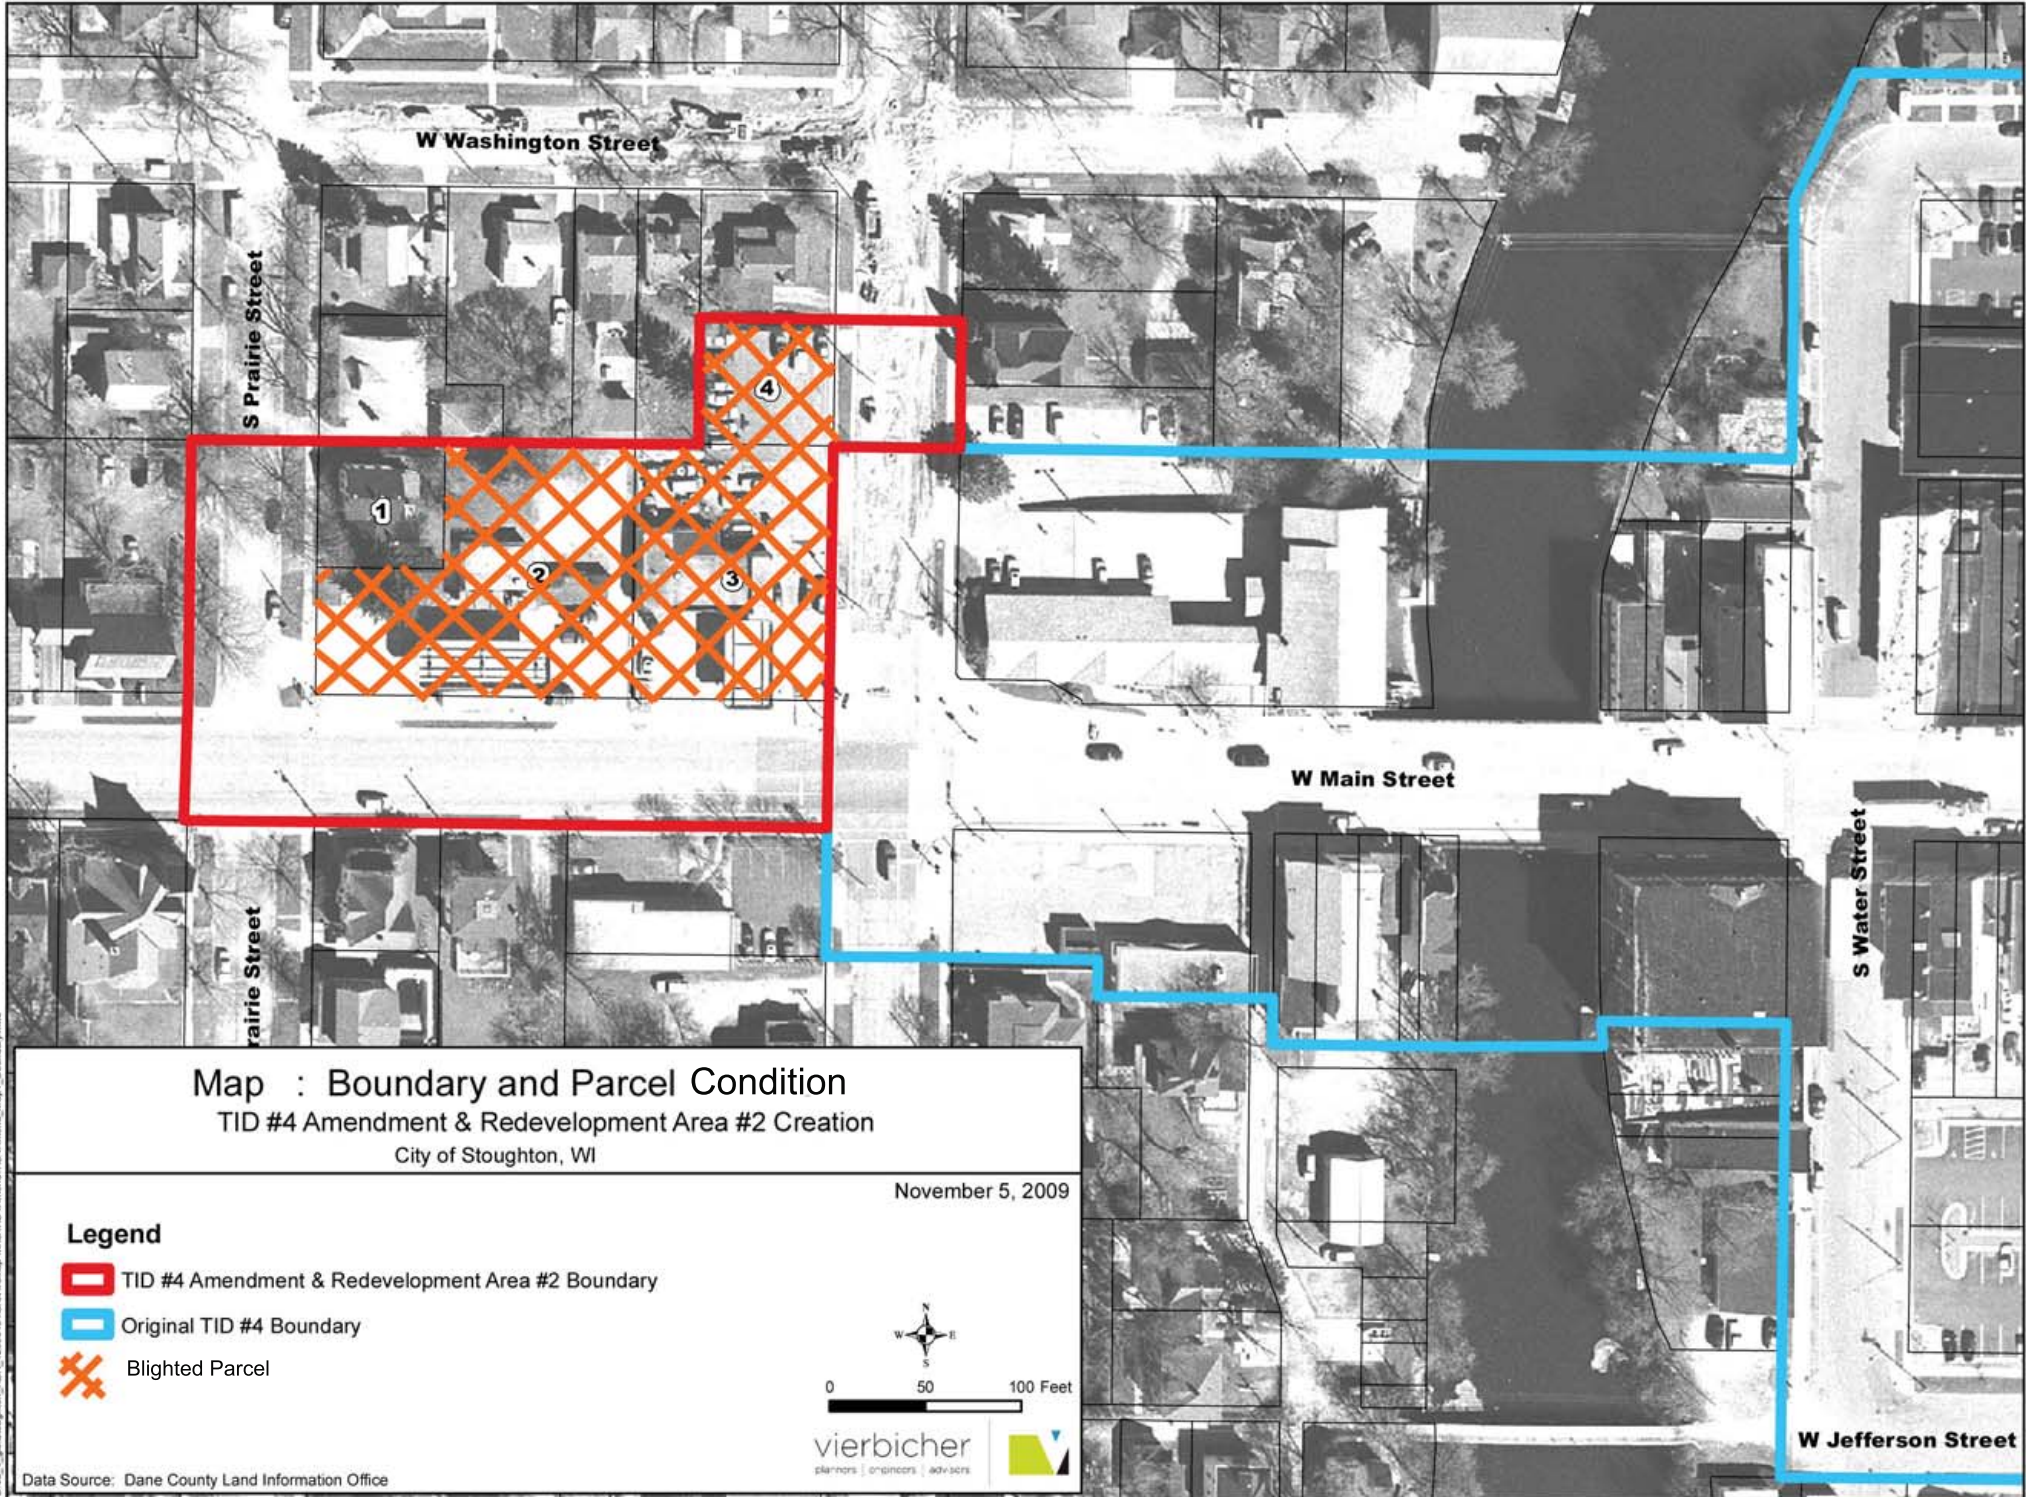 W Washington Street
S Prairie Street
4
1
2
3
W Main Street
S Water Street
rairie Street
Map : Boundary and Parcel Condition
TID #4 Amendment & Redevelopment Area #2 Creation
City of Stoughton, WI
November 5, 2009
Legend
TID #4 Amendment & Redevelopment Area #2 Boundary
Original TID #4 Boundary
Blighted Parcel
N
W E
S
0 50 100 Feet
vierbicher
planners | engineers | advisors
Data Source: Dane County Land Information Office
W Jefferson Street